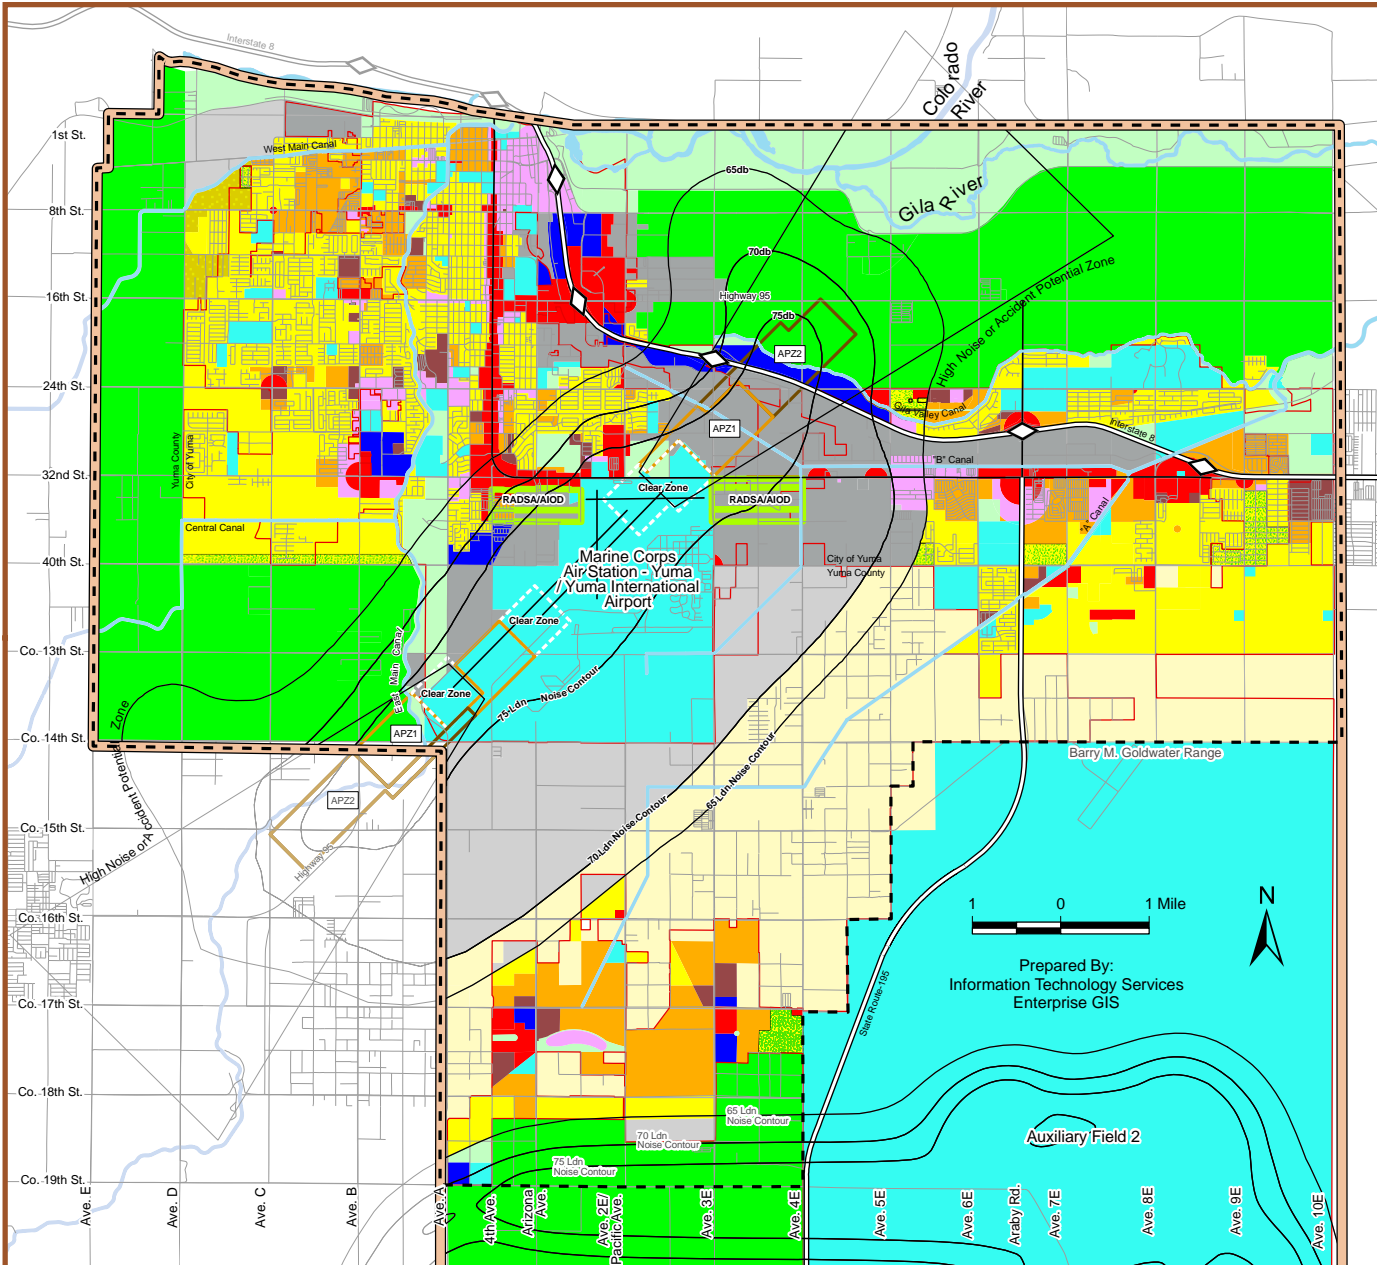 Interstate 8
Colo rado
River
1st St.
West Main Canal
65db
Gila River
8th St.
70db
High Noise or Accident Potential Zone
16th St.
Highway 95
75db
APZ2
24th St.
Gila Valley Canal
APZ1
Interstate 8
Yuma County
City of Yuma
"B" Canal
32nd St.
Clear Zone
RADSA/AIOD
RADSA/AIOD
"A" Canal
Central Canal
40th St.
Marine Corps
Air Station - Yuma
/ Yuma International
Airport
City of Yuma
Yuma County
Clear Zone
Co. 13th St.
East Main Canal
Clear Zone
75 Ldn Noise Contour
APZ1
Co. 14th St.
High Noise or Accident Potential Zone
Barry M. Goldwater Range
65 Ldn Noise Contour
APZ2
70 Ldn Noise Contour
Co. 15th St.
Highway 95
Co. 16th St.
1 0 1 Mile
N
Prepared By:
Information Technology Services
Enterprise GIS
State Route 195
Co. 17th St.
Co. 18th St.
65 Ldn
Noise Contour
70 Ldn
Noise Contour
Auxiliary Field 2
75 Ldn
Noise Contour
Co. 19th St.
Ave. E
Ave. D
Ave. C
Ave. B
Ave. A
4th Ave.
Arizona
Ave.
Ave. 2E/
Pacific Ave.
Ave. 3E
Ave. 4E
Ave. 5E
Ave. 6E
Araby Rd.
Ave. 7E
Ave. 8E
Ave. 9E
Ave. 10E